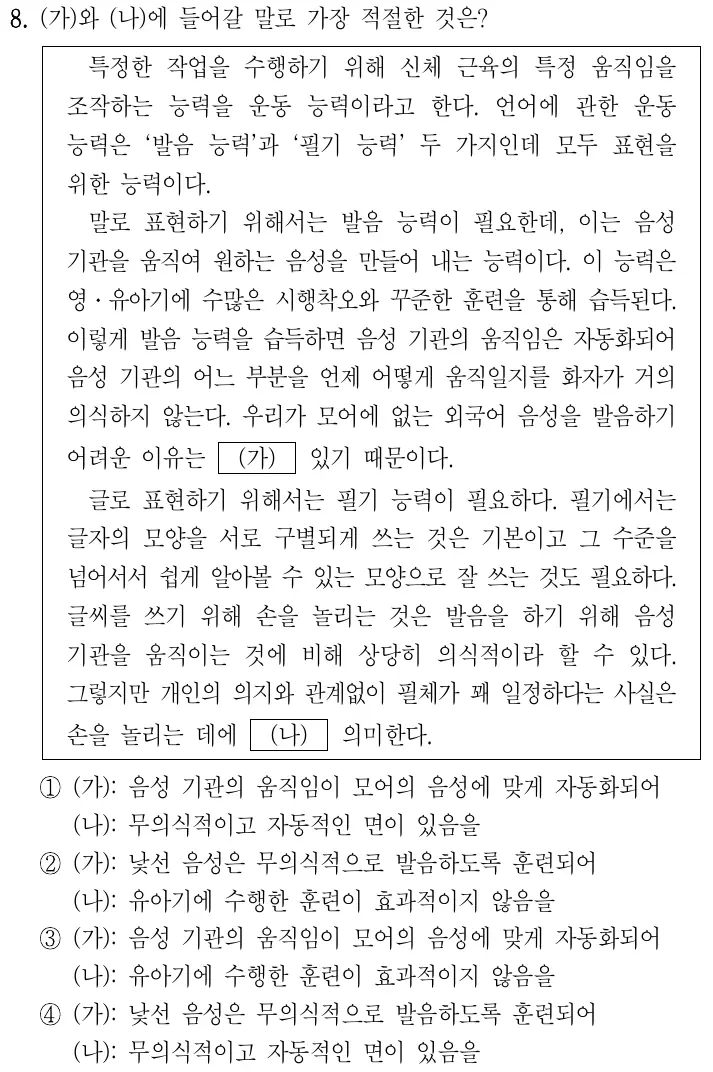 8. (가)와 (나)에 들어갈 말로 가장 적절한 것은?
특정한 작업을 수행하기 위해 신체 근육의 특정 움직임을
조작하는 능력을 운동 능력이라고 한다. 언어에 관한 운동
능력은 ‘발음 능력’과 ‘필기 능력’ 두 가지인데 모두 표현을
위한 능력이다.
말로 표현하기 위해서는 발음 능력이 필요한데, 이는 음성
기관을 움직여 원하는 음성을 만들어 내는 능력이다. 이 능력은
영·유아기에 수많은 시행착오와 꾸준한 훈련을 통해 습득된다.
이렇게 발음 능력을 습득하면 음성 기관의 움직임은 자동화되어
음성 기관의 어느 부분을 언제 어떻게 움직일지를 화자가 거의
의식하지 않는다. 우리가 모어에 없는 외국어 음성을 발음하기
어려운 이유는 (가) 있기 때문이다.
글로 표현하기 위해서는 필기 능력이 필요하다. 필기에서는
글자의 모양을 서로 구별되게 쓰는 것은 기본이고 그 수준을
넘어서서 쉽게 알아볼 수 있는 모양으로 잘 쓰는 것도 필요하다.
글씨를 쓰기 위해 손을 놀리는 것은 발음을 하기 위해 음성
기관을 움직이는 것에 비해 상당히 의식적이라 할 수 있다.
그렇지만 개인의 의지와 관계없이 필체가 꽤 일정하다는 사실은
손을 놀리는 데에 (나) 의미한다.
① (가): 음성 기관의 움직임이 모어의 음성에 맞게 자동화되어
(나): 무의식적이고 자동적인 면이 있음을
② (가): 낯선 음성은 무의식적으로 발음하도록 훈련되어
(나): 유아기에 수행한 훈련이 효과적이지 않음을
③ (가): 음성 기관의 움직임이 모어의 음성에 맞게 자동화되어
(나): 유아기에 수행한 훈련이 효과적이지 않음을
④ (가): 낯선 음성은 무의식적으로 발음하도록 훈련되어
(나): 무의식적이고 자동적인 면이 있음을